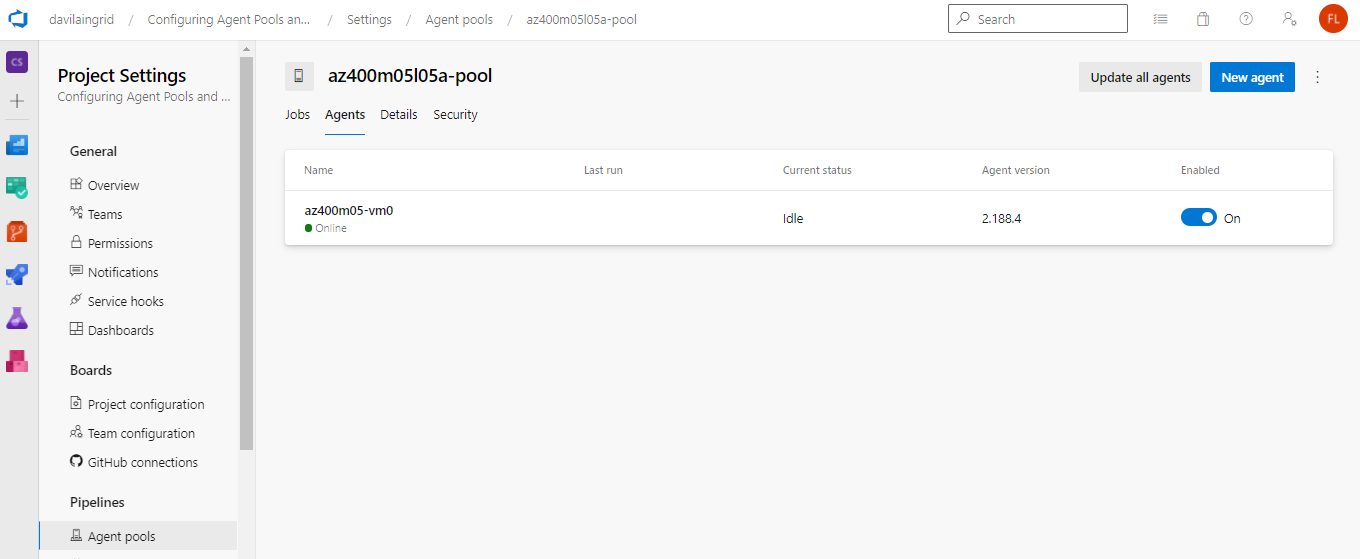 davilaingrid / Configuring Agent Pools an... / Settings / Agent pools / az400m05l05a-pool
Search
FL
CS
Project Settings
Configuring Agent Pools and ...
General
Overview
Teams
Permissions
Notifications
Service hooks
Dashboards
Boards
Project configuration
Team configuration
GitHub connections
Pipelines
Agent pools
az400m05l05a-pool
Update all agents
New agent
Jobs Agents Details Security
Name Last run Current status Agent version Enabled
az400m05-vm0
Online
Idle 2.188.4 On